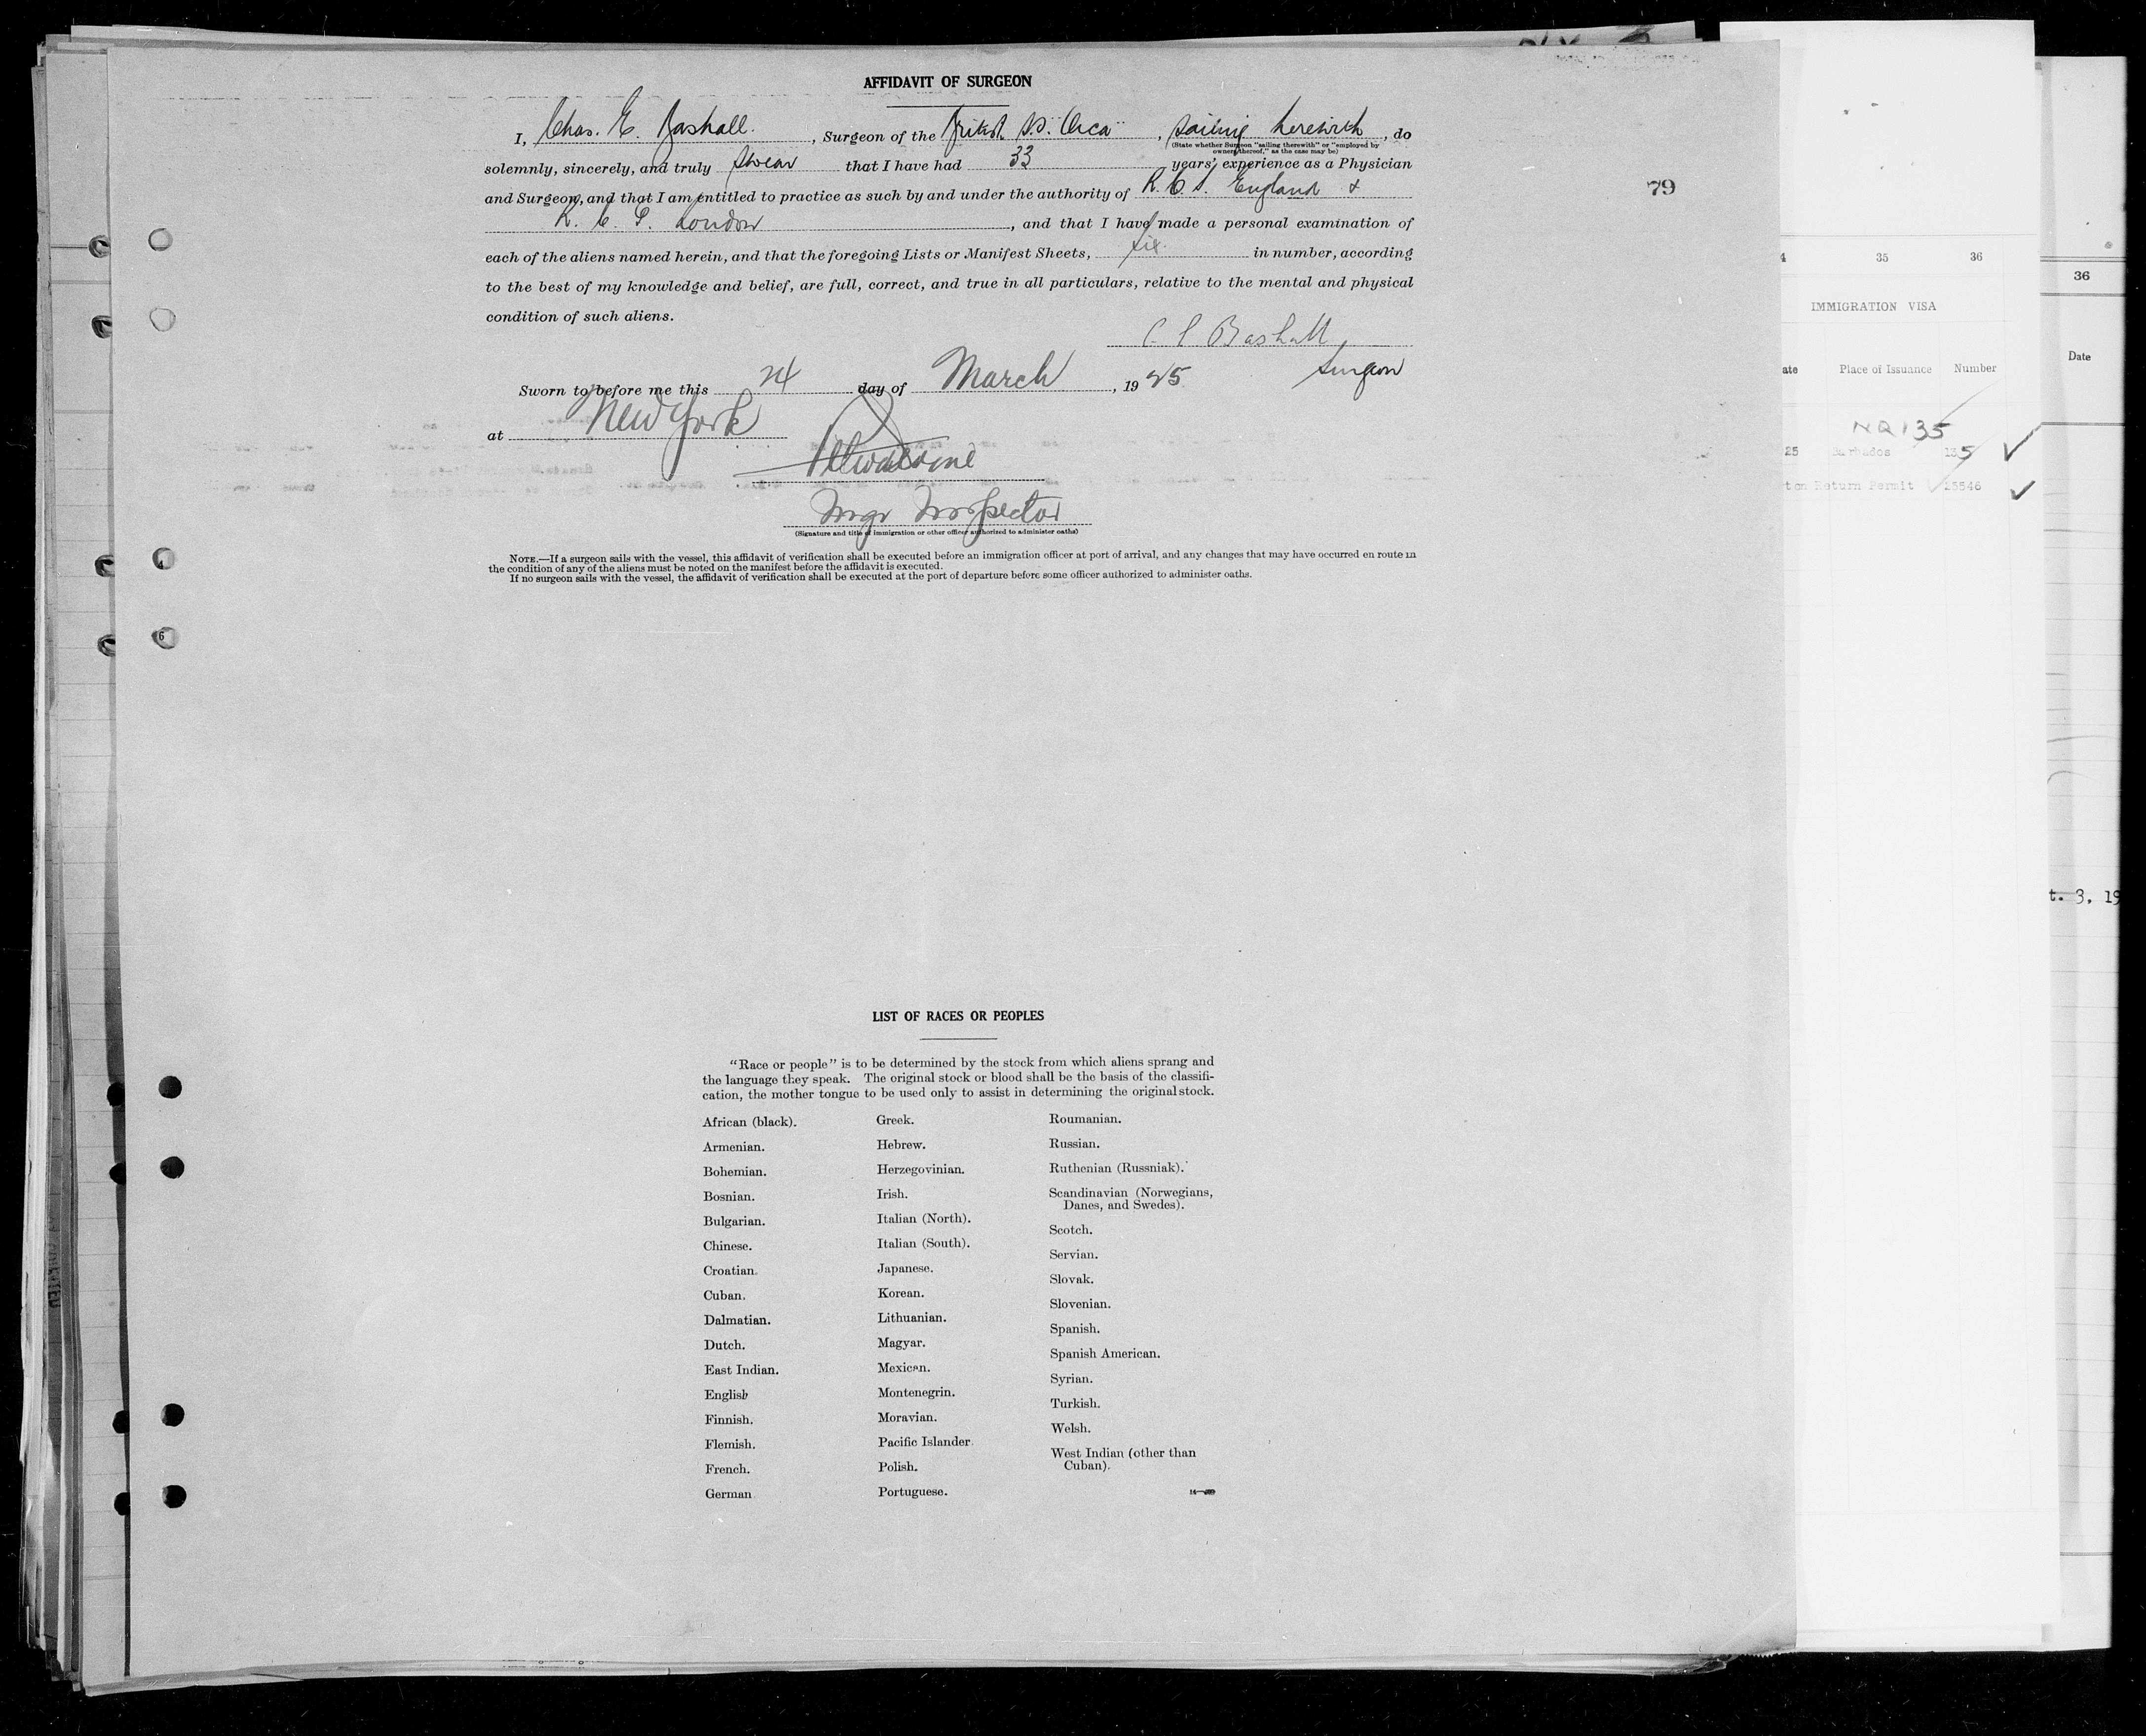 AFFIDAVIT OF SURGEON
I, Chas. E. Bashall. , Surgeon of the British S.S. "Orca" , sailing herewith , do
(State whether Surgeon "sailing therewith" or "employed by
owners thereof," as the case may be)
solemnly, sincerely, and truly swear that I have had 33 years' experience as a Physician
and Surgeon, and that I am entitled to practice as such by and under the authority of R. C. S. England &
R. C. P. London , and that I have made a personal examination of
each of the aliens named herein, and that the foregoing Lists or Manifest Sheets, six in number, according
to the best of my knowledge and belief, are full, correct, and true in all particulars, relative to the mental and physical
condition of such aliens.
C E Bashall
Surgeon
Sworn to before me this 24 day of March , 1925
at New York
Inspector
(Signature and title of immigration or other officer authorized to administer oaths)
NOTE.—If a surgeon sails with the vessel, this affidavit of verification shall be executed before an immigration officer at port of arrival, and any changes that may have occurred en route in
the condition of any of the aliens must be noted on the manifest before the affidavit is executed.
If no surgeon sails with the vessel, the affidavit of verification shall be executed at the port of departure before some officer authorized to administer oaths.
79
6
LIST OF RACES OR PEOPLES
"Race or people" is to be determined by the stock from which aliens sprang and
the language they speak. The original stock or blood shall be the basis of the classifi-
cation, the mother tongue to be used only to assist in determining the original stock.
African (black).
Armenian.
Bohemian.
Bosnian.
Bulgarian.
Chinese.
Croatian.
Cuban.
Dalmatian.
Dutch.
East Indian.
English
Finnish.
Flemish.
French.
German
Greek.
Hebrew.
Herzegovinian.
Irish.
Italian (North).
Italian (South).
Japanese.
Korean.
Lithuanian.
Magyar.
Mexican.
Montenegrin.
Moravian.
Pacific Islander.
Polish.
Portuguese.
Roumanian.
Russian.
Ruthenian (Russniak).
Scandinavian (Norwegians,
Danes, and Swedes).
Scotch.
Servian.
Slovak.
Slovenian.
Spanish.
Spanish American.
Syrian.
Turkish.
Welsh.
West Indian (other than
Cuban).
35 36
IMMIGRATION VISA
ate Place of Issuance Number
NQ135
25 Barbados 135
ton Return Permit 25546
36
Date
t. 3, 19